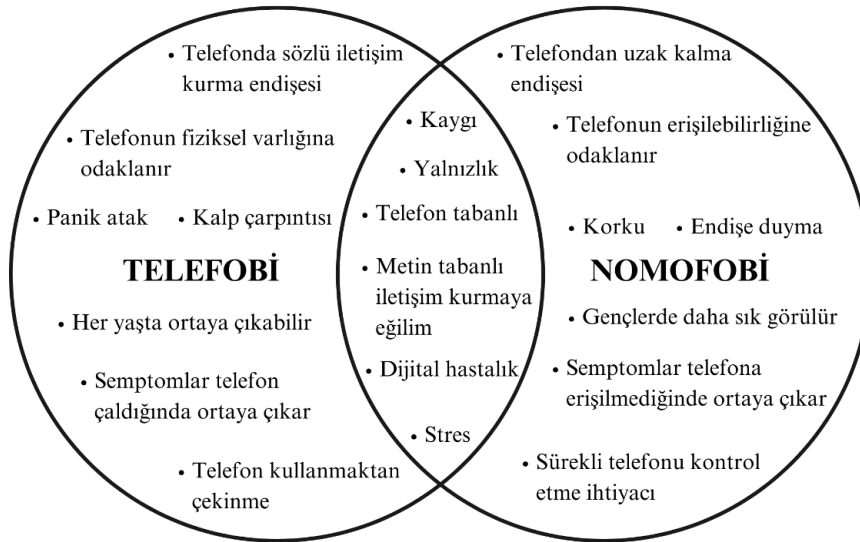 • Telefonda sözlü iletişim
kurma endişesi
• Telefonun fiziksel varlığına
odaklanır
• Panik atak
• Kalp çarpıntısı
TELEFOBİ
• Her yaşta ortaya çıkabilir
• Semptomlar telefon
çaldığında ortaya çıkar
• Telefon kullanmaktan
çekinme
• Kaygı
• Yalnızlık
• Telefon tabanlı
• Metin tabanlı
iletişim kurmaya
eğilim
• Dijital hastalık
• Stres
• Telefondan uzak kalma
endişesi
• Telefonun erişilebilirliğine
odaklanır
• Korku
• Endişe duyma
NOMOFOBİ
• Gençlerde daha sık görülür
• Semptomlar telefona
erişilmediğinde ortaya çıkar
• Sürekli telefonu kontrol
etme ihtiyacı